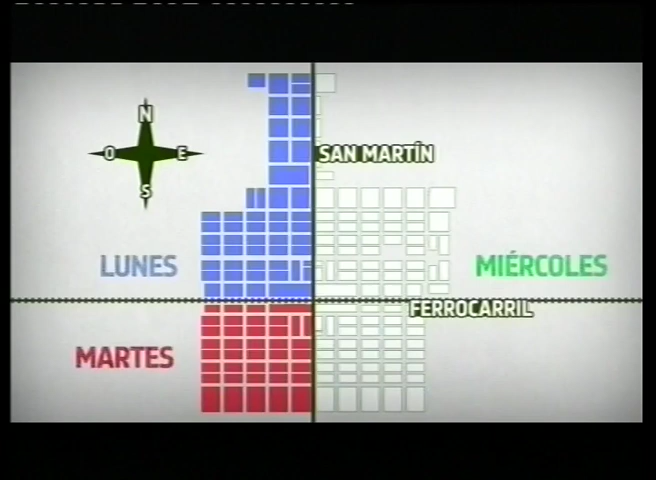 N
O E
S
SAN MARTÍN
LUNES
MIÉRCOLES
FERROCARRIL
MARTES